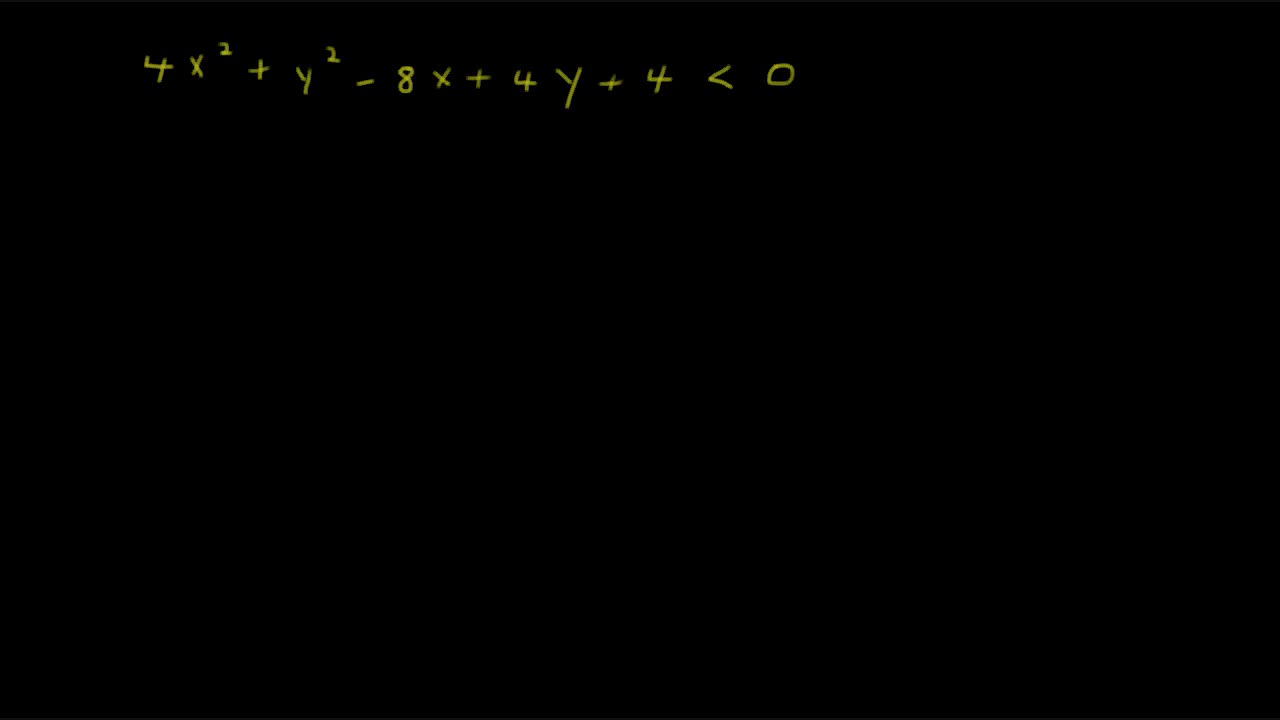 4x² + y² - 8x + 4y + 4 < 0